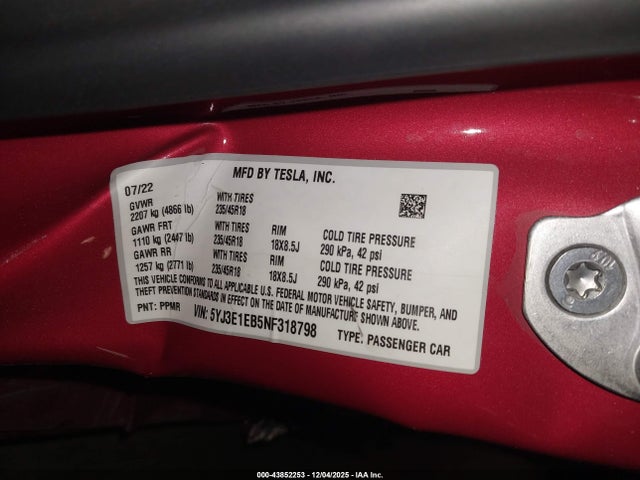 MFD BY TESLA, INC.
07/22
GVWR
2207 kg (4866 lb) WITH TIRES
GAWR FRT 235/45R18
1110 kg (2447 lb) WITH TIRES RIM COLD TIRE PRESSURE
GAWR RR 235/45R18 18X8.5J 290 kPa, 42 psi
1257 kg (2771 lb) WITH TIRES RIM COLD TIRE PRESSURE
235/45R18 18X8.5J 290 kPa, 42 psi
THIS VEHICLE CONFORMS TO ALL APPLICABLE U.S. FEDERAL MOTOR VEHICLE SAFETY, BUMPER, AND
THEFT PREVENTION STANDARDS IN EFFECT ON THE DATE OF MANUFACTURE SHOWN ABOVE.
PNT: PPMR VIN: 5YJ3E1EB5NF318798 TYPE: PASSENGER CAR
000-43852253 12/04/2025 IAA Inc.